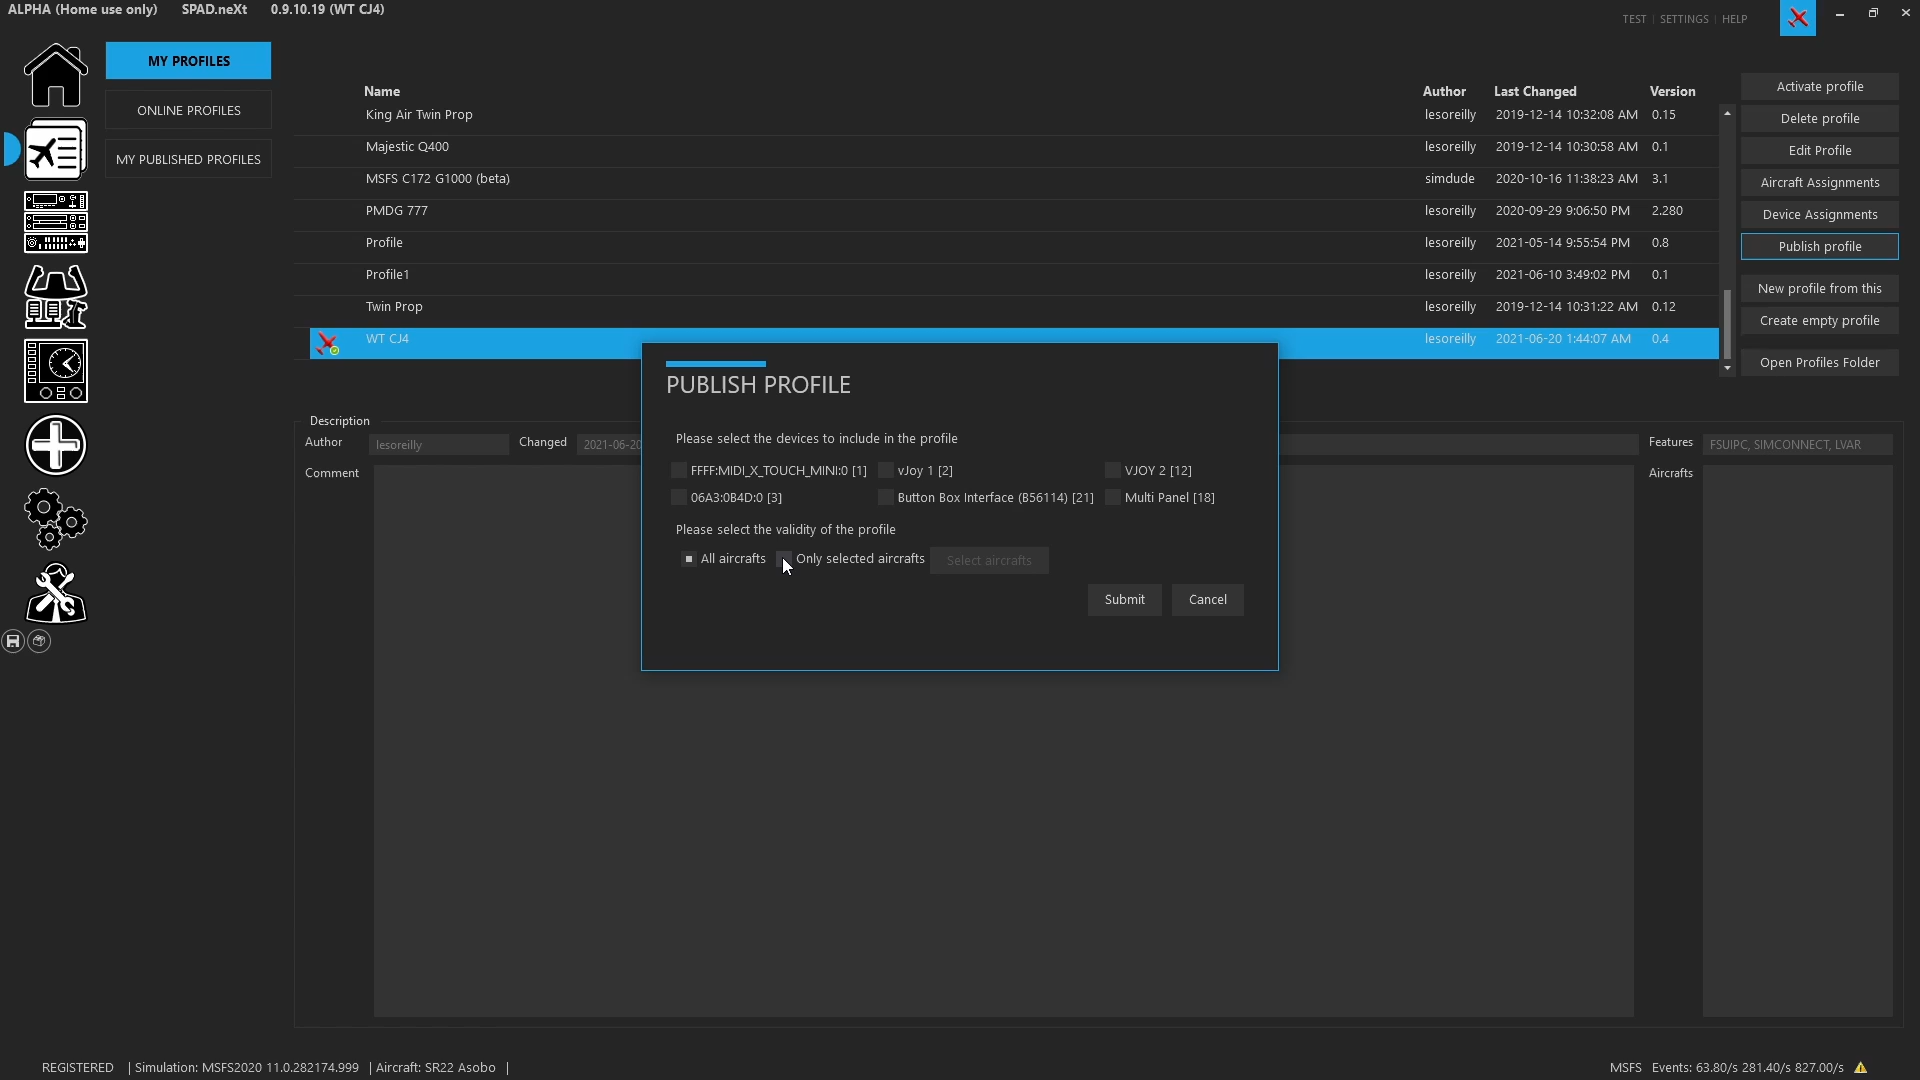 ALPHA (Home use only) SPAD.neXt 0.9.10.19 (WT CJ4)
TEST | SETTINGS | HELP
MY PROFILES
ONLINE PROFILES
MY PUBLISHED PROFILES
Name Author Last Changed Version
King Air Twin Prop lesoreilly 2019-12-14 10:32:08 AM 0.15
Majestic Q400 lesoreilly 2019-12-14 10:30:58 AM 0.1
MSFS C172 G1000 (beta) simdude 2020-10-16 11:38:23 AM 3.1
PMDG 777 lesoreilly 2020-09-29 9:06:50 PM 2.280
Profile lesoreilly 2021-05-14 9:55:54 PM 0.8
Profile1 lesoreilly 2021-06-10 3:49:02 PM 0.1
Twin Prop lesoreilly 2019-12-14 10:31:22 AM 0.12
WT CJ4 lesoreilly 2021-06-20 1:44:07 AM 0.4
Activate profile
Delete profile
Edit Profile
Aircraft Assignments
Device Assignments
Publish profile
New profile from this
Create empty profile
Open Profiles Folder
Description
Author lesoreilly Changed 2021-06-20
Features FSUIPC, SIMCONNECT, LVAR
Comment
Aircrafts
PUBLISH PROFILE
Please select the devices to include in the profile
FFFF:MIDI_X_TOUCH_MINI:0 [1] vJoy 1 [2] VJOY 2 [12]
06A3:0B4D:0 [3] Button Box Interface (B56114) [21] Multi Panel [18]
Please select the validity of the profile
All aircrafts Only selected aircrafts Select aircrafts
Submit Cancel
REGISTERED | Simulation: MSFS2020 11.0.282174.999 | Aircraft: SR22 Asobo |
MSFS Events: 63.80/s 281.40/s 827.00/s